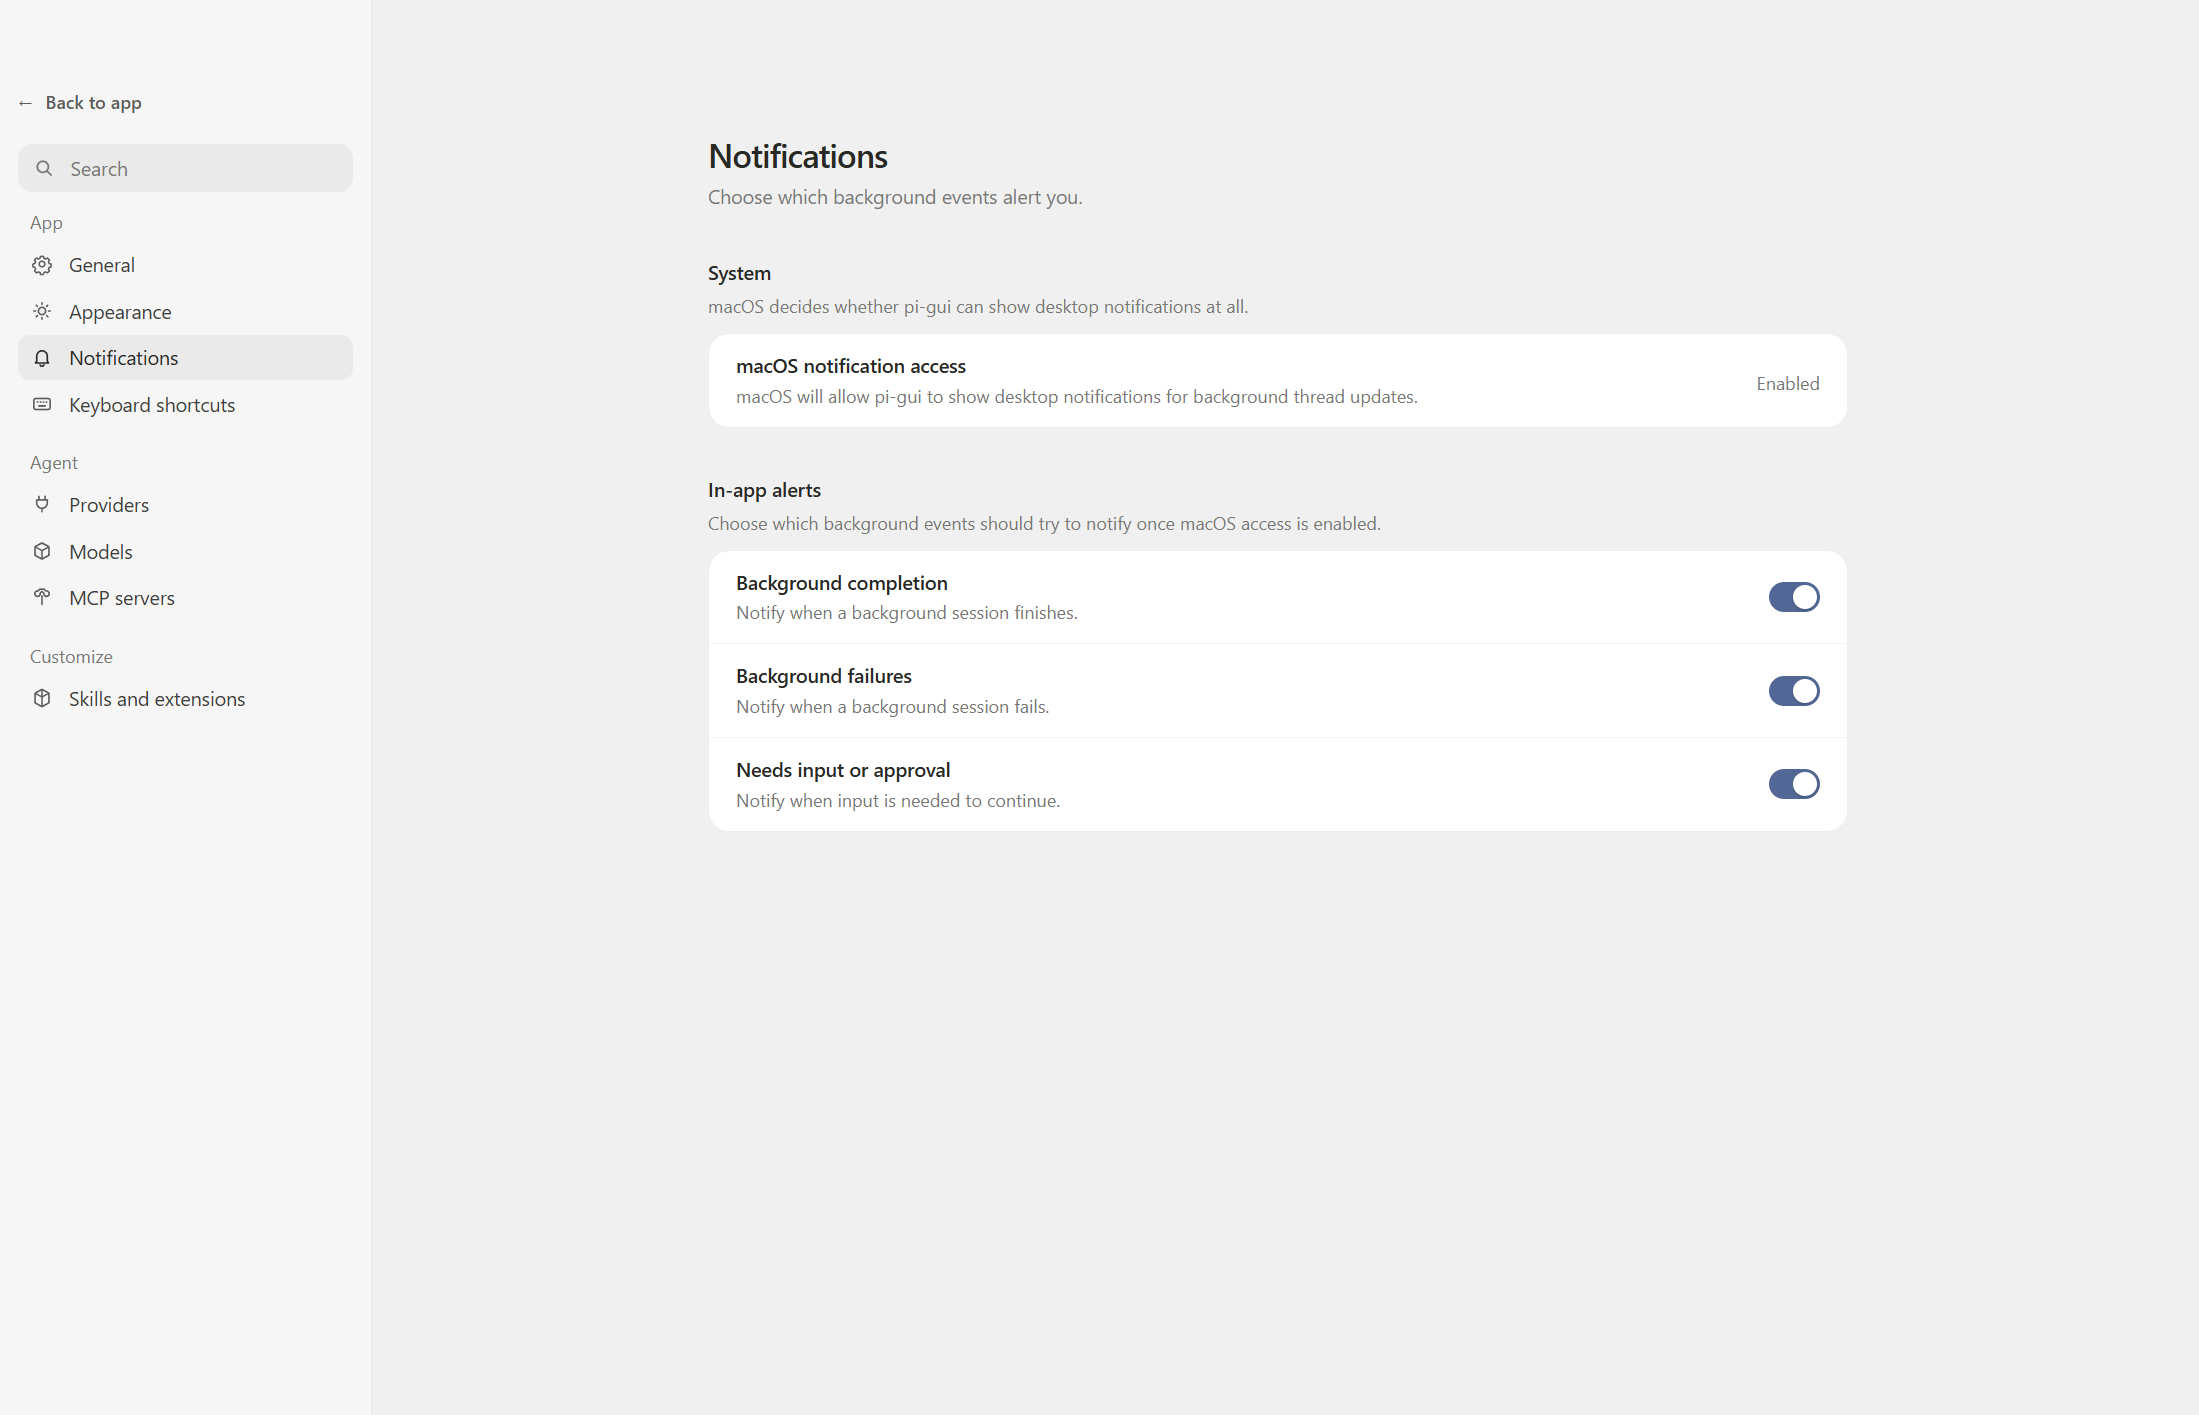 ← Back to app
Search
App
General
Appearance
Notifications
Keyboard shortcuts
Agent
Providers
Models
MCP servers
Customize
Skills and extensions
Notifications
Choose which background events alert you.
System
macOS decides whether pi-gui can show desktop notifications at all.
macOS notification access
macOS will allow pi-gui to show desktop notifications for background thread updates.
Enabled
In-app alerts
Choose which background events should try to notify once macOS access is enabled.
Background completion
Notify when a background session finishes.
Background failures
Notify when a background session fails.
Needs input or approval
Notify when input is needed to continue.